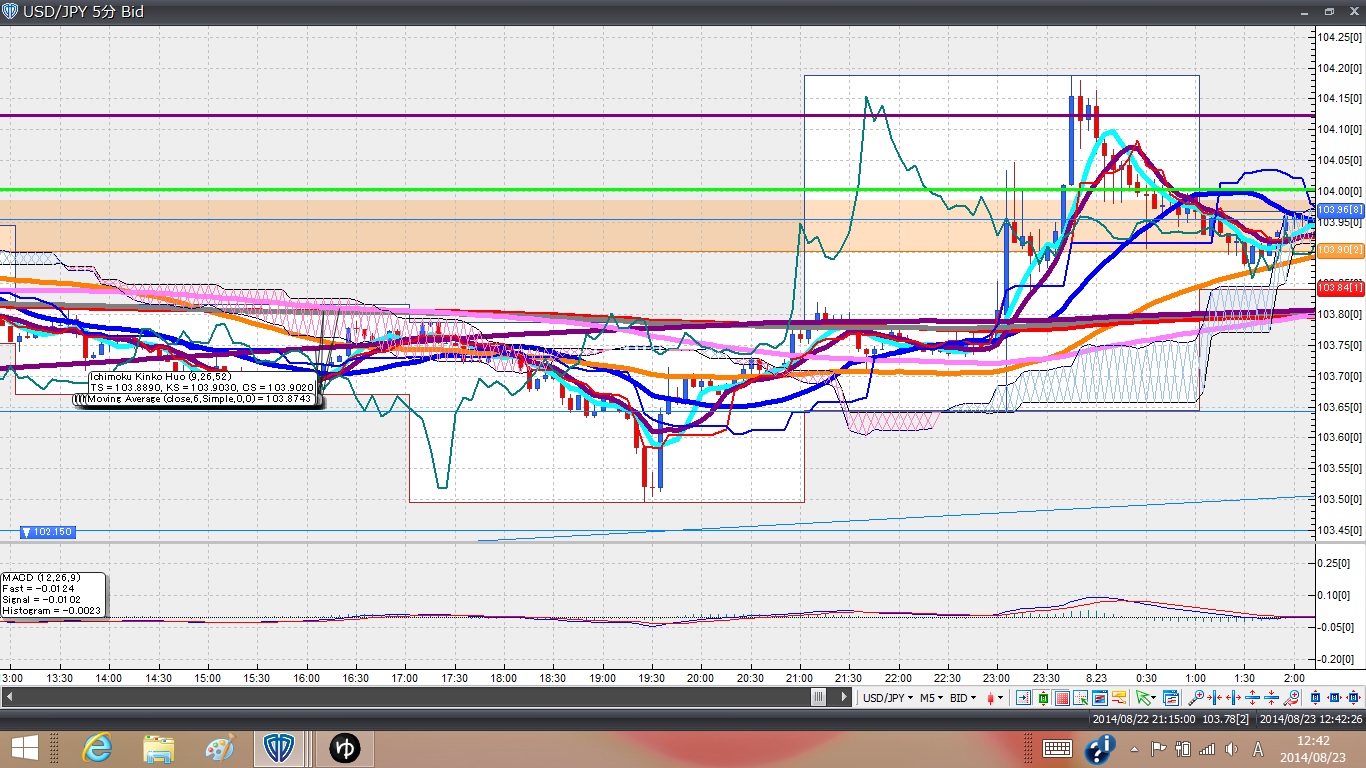 USD/JPY 5分 Bid
104.25[0]
104.20[0]
104.15[0]
104.10[0]
104.05[0]
104.00[0]
103.96[8]
103.95[0]
103.90[2]
103.84[1]
103.80[0]
103.75[0]
103.70[0]
103.65[0]
103.60[0]
103.55[0]
103.50[0]
103.45[0]
Ichimoku Kinko Hyo (9,26,52)
TS = 103.8890, KS = 103.9030, CS = 103.9020
Moving Average (close,6,Simple,0,0) = 103.8743
▼ 102.150
MACD (12,26,9)
Fast = -0.0124
Signal = -0.0102
Histogram = -0.0023
0.25[0]
0.10[0]
-0.05[0]
-0.20[0]
13:00 13:30 14:00 14:30 15:00 15:30 16:00 16:30 17:00 17:30 18:00 18:30 19:00 19:30 20:00 20:30 21:00 21:30 22:00 22:30 23:00 23:30 8.23 0:30 1:00 1:30 2:00
USD/JPY M5 BID
2014/08/22 21:15:00 103.78[2] 2014/08/23 12:42:26
ゆ
A
12:42
2014/08/23